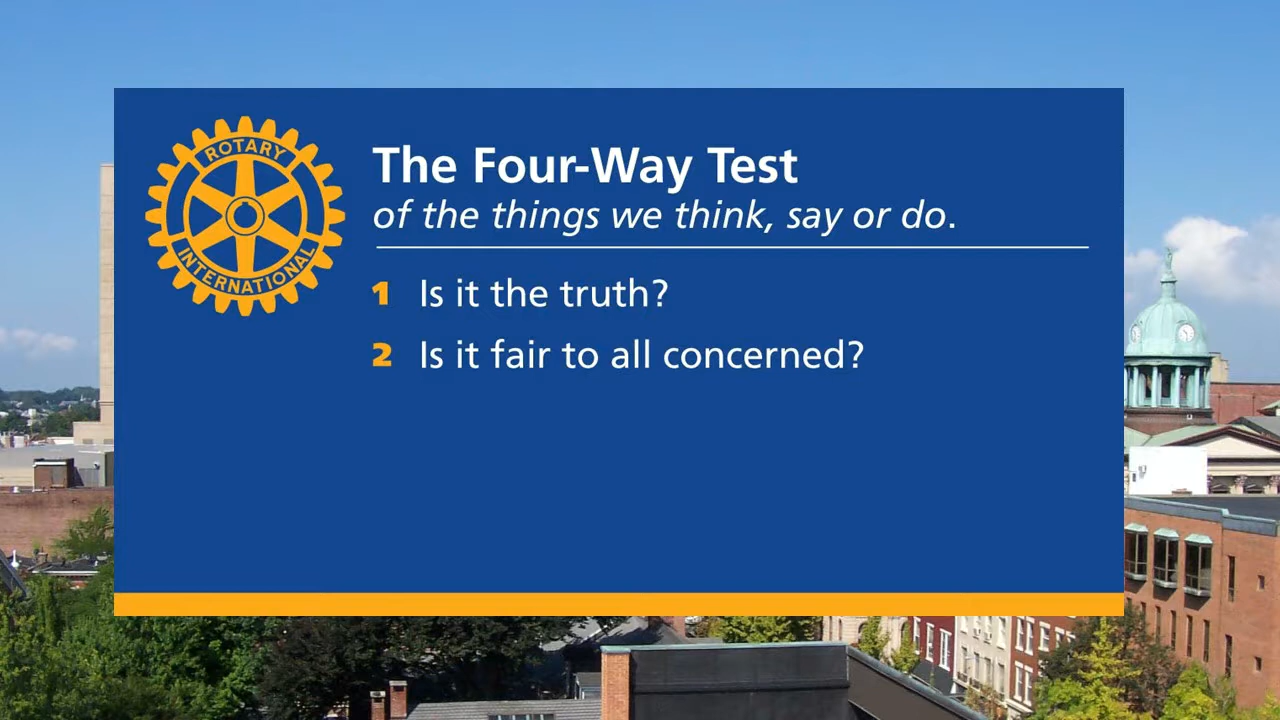 ROTARY
INTERNATIONAL
The Four-Way Test
of the things we think, say or do.
1 Is it the truth?
2 Is it fair to all concerned?